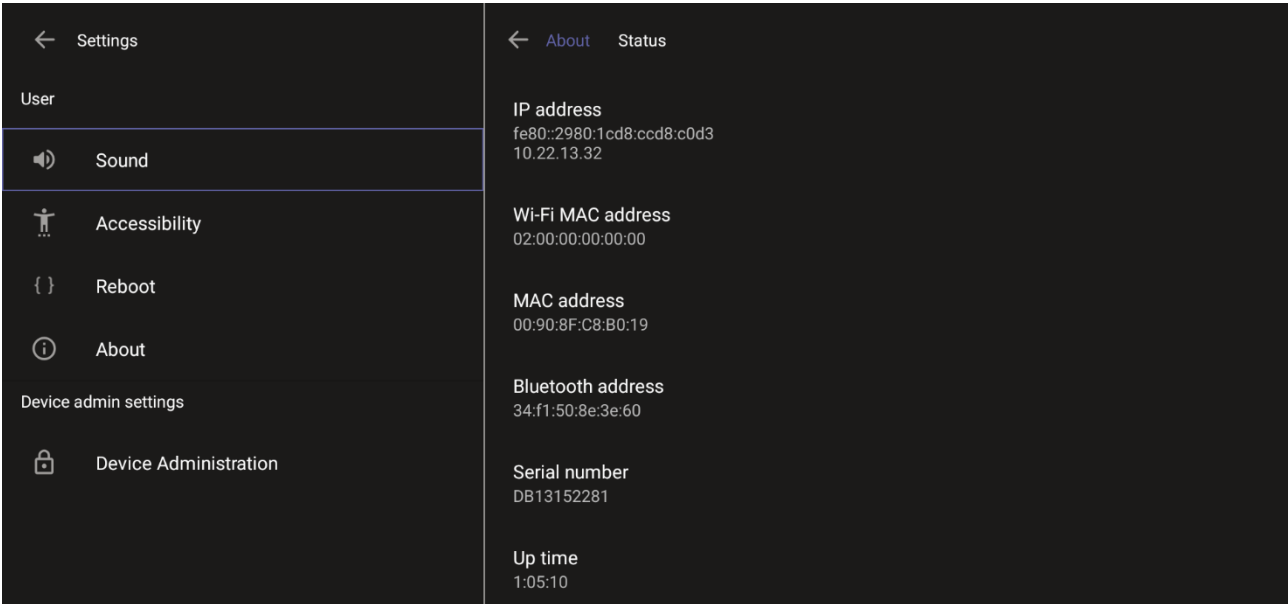 Settings
User
Sound
Accessibility
{ } Reboot
About
Device admin settings
Device Administration
About Status
IP address
fe80::2980:1cd8:ccd8:c0d3
10.22.13.32
Wi-Fi MAC address
02:00:00:00:00:00
MAC address
00:90:8F:C8:B0:19
Bluetooth address
34:f1:50:8e:3e:60
Serial number
DB13152281
Up time
1:05:10